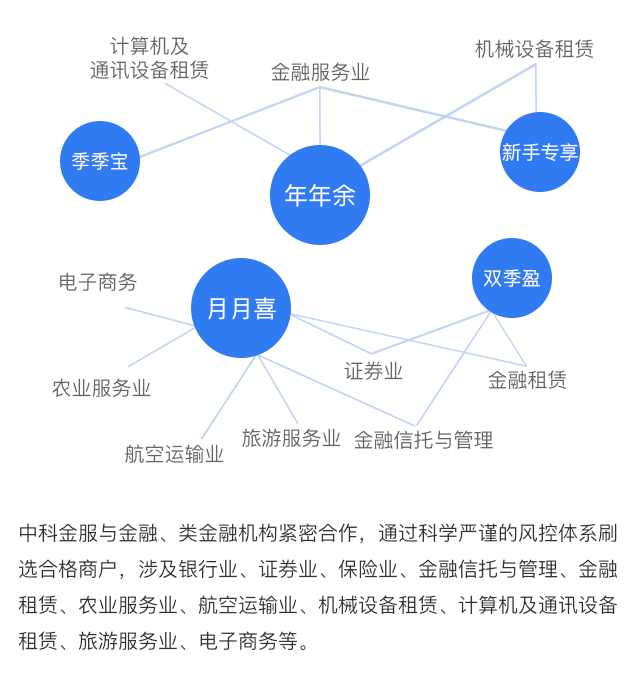 计算机及
通讯设备租赁
金融服务业
机械设备租赁
季季宝
年年余
新手专享
电子商务
月月喜
双季盈
证券业
金融租赁
农业服务业
航空运输业
旅游服务业
金融信托与管理
中科金服与金融、类金融机构紧密合作，通过科学严谨的风控体系刷
选合格商户，涉及银行业、证券业、保险业、金融信托与管理、金融
租赁、农业服务业、航空运输业、机械设备租赁、计算机及通讯设备
租赁、旅游服务业、电子商务等。